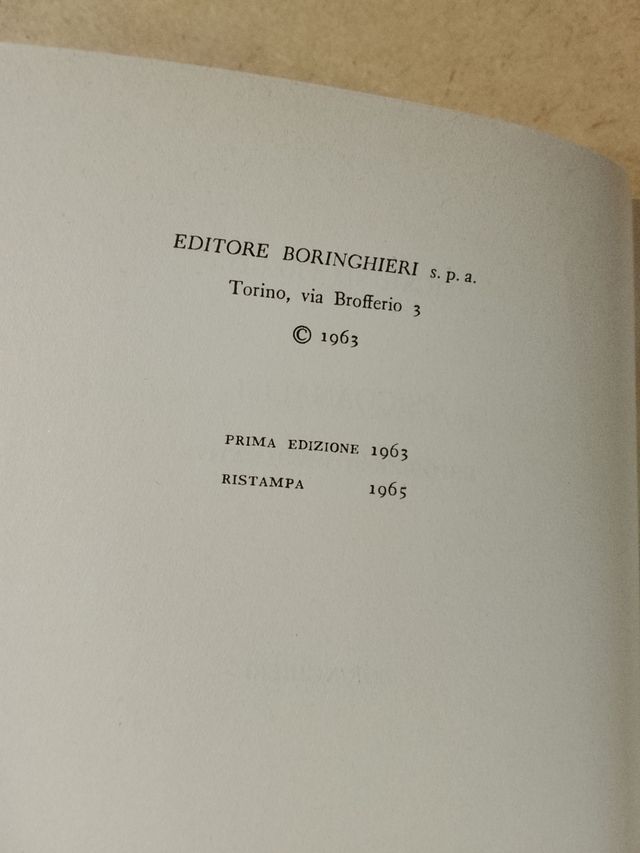 EDITORE BORINGHIERI s.p.a.
Torino, via Brofferio 3
© 1963
PRIMA EDIZIONE 1963
RISTAMPA 1965